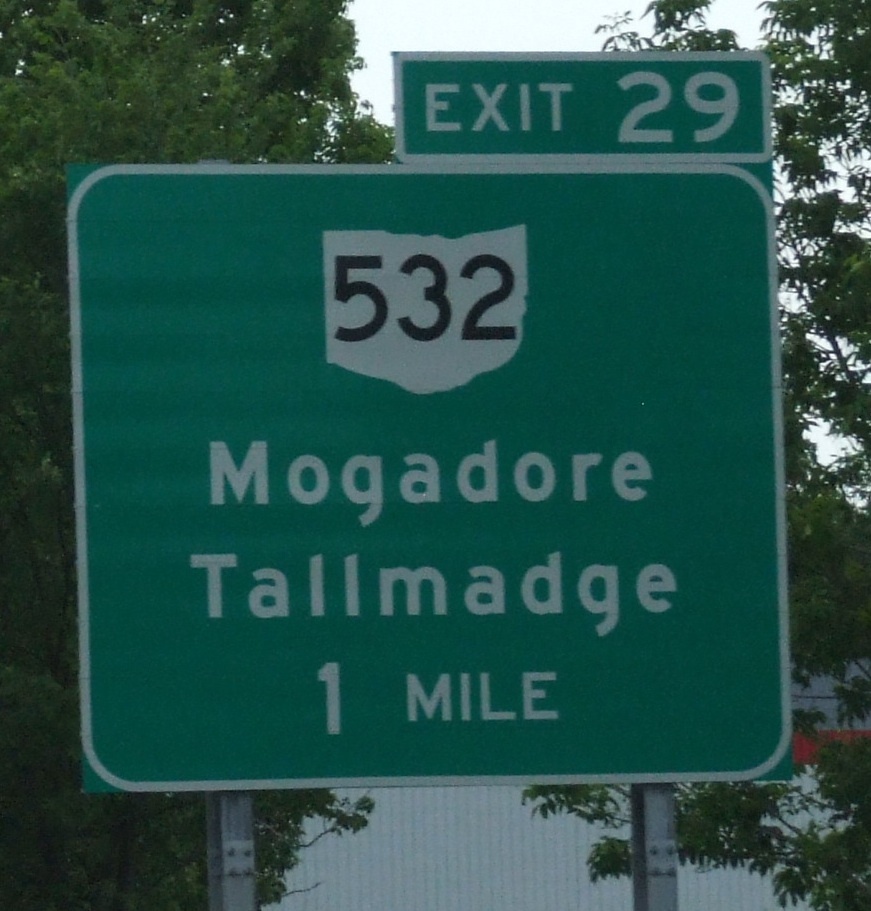 EXIT 29
532
Mogadore
Tallmadge
1 MILE